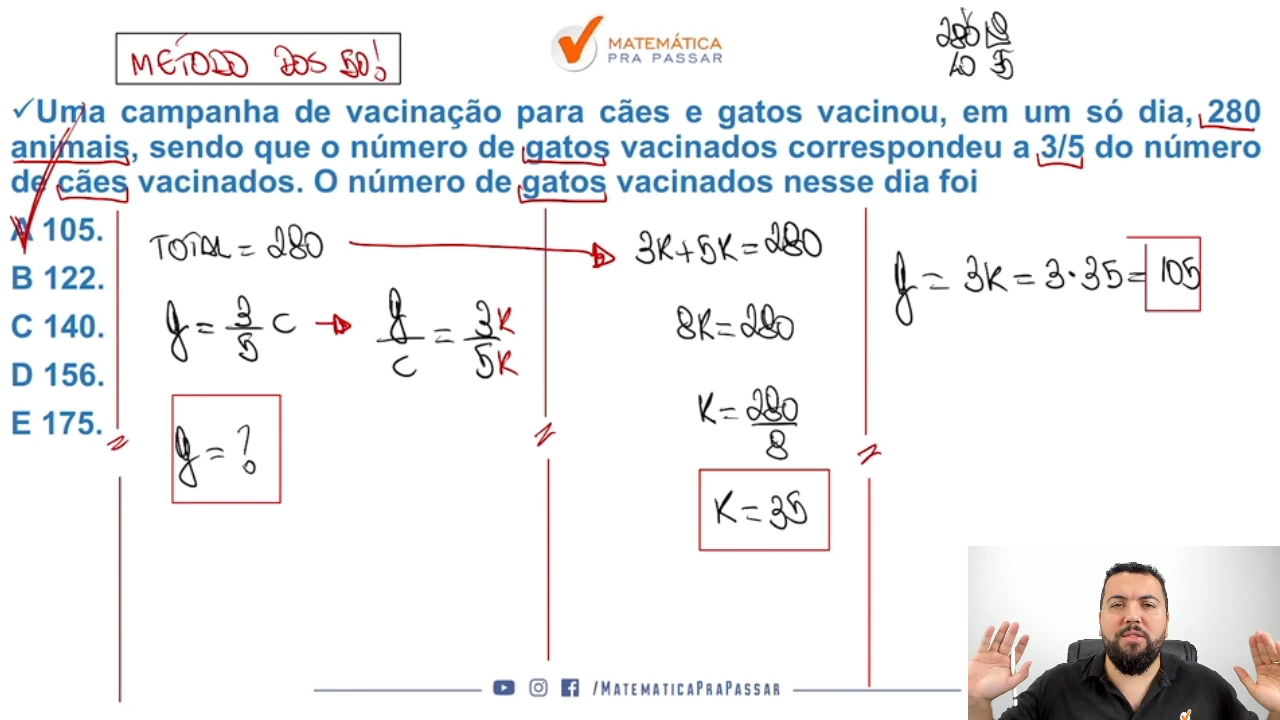 MÉTODO DOS 50!
MATEMÁTICA
PRA PASSAR
280 8
40 35
✓Uma campanha de vacinação para cães e gatos vacinou, em um só dia, 280
animais, sendo que o número de gatos vacinados correspondeu a 3/5 do número
de cães vacinados. O número de gatos vacinados nesse dia foi
A 105.
B 122.
C 140.
D 156.
E 175.
TOTAL = 280
g = 3/5 C → g/C = 3K/5K
g = ?
3K+5K=280
8K=280
K=280/8
K=35
g = 3K = 3·35 = 105
/MATEMATICAPRAPASSAR